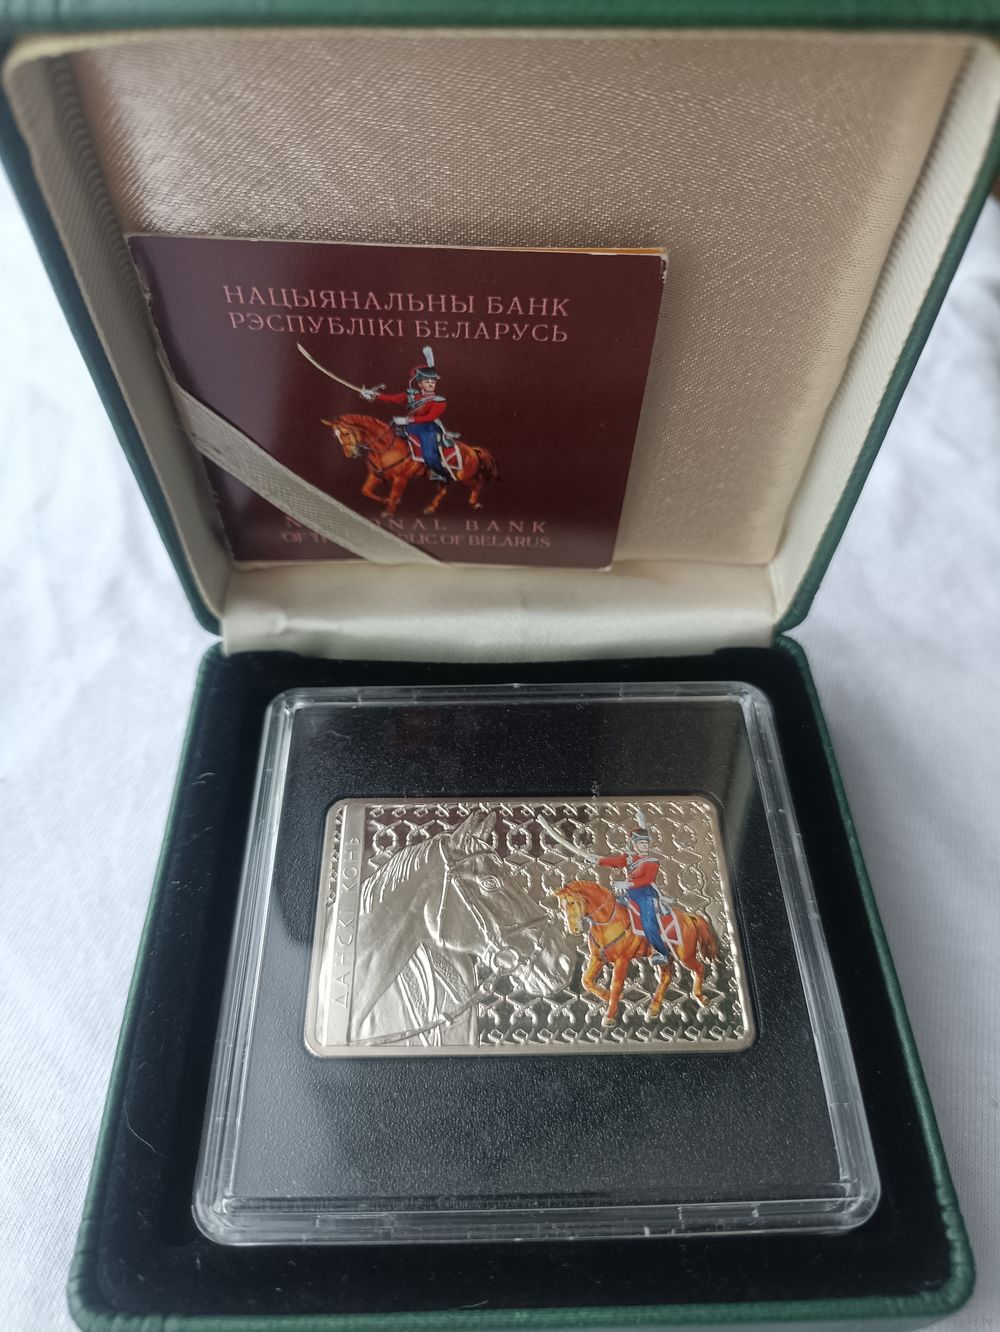 НАЦЫЯНАЛЬНЫ БАНК
РЭСПУБЛІКІ БЕЛАРУСЬ
BANK
OF BELARUS
ДАНСКІ КОНЬ